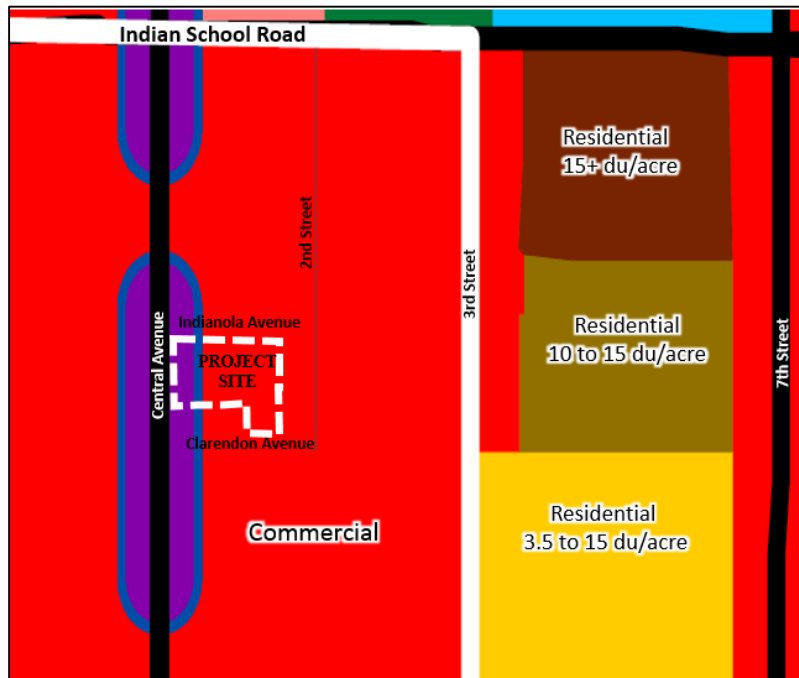 Indian School Road
Residential
15+ du/acre
2nd Street
3rd Street
Central Avenue
7th Street
Indianola Avenue
PROJECT
SITE
Residential
10 to 15 du/acre
Clarendon Avenue
Commercial
Residential
3.5 to 15 du/acre